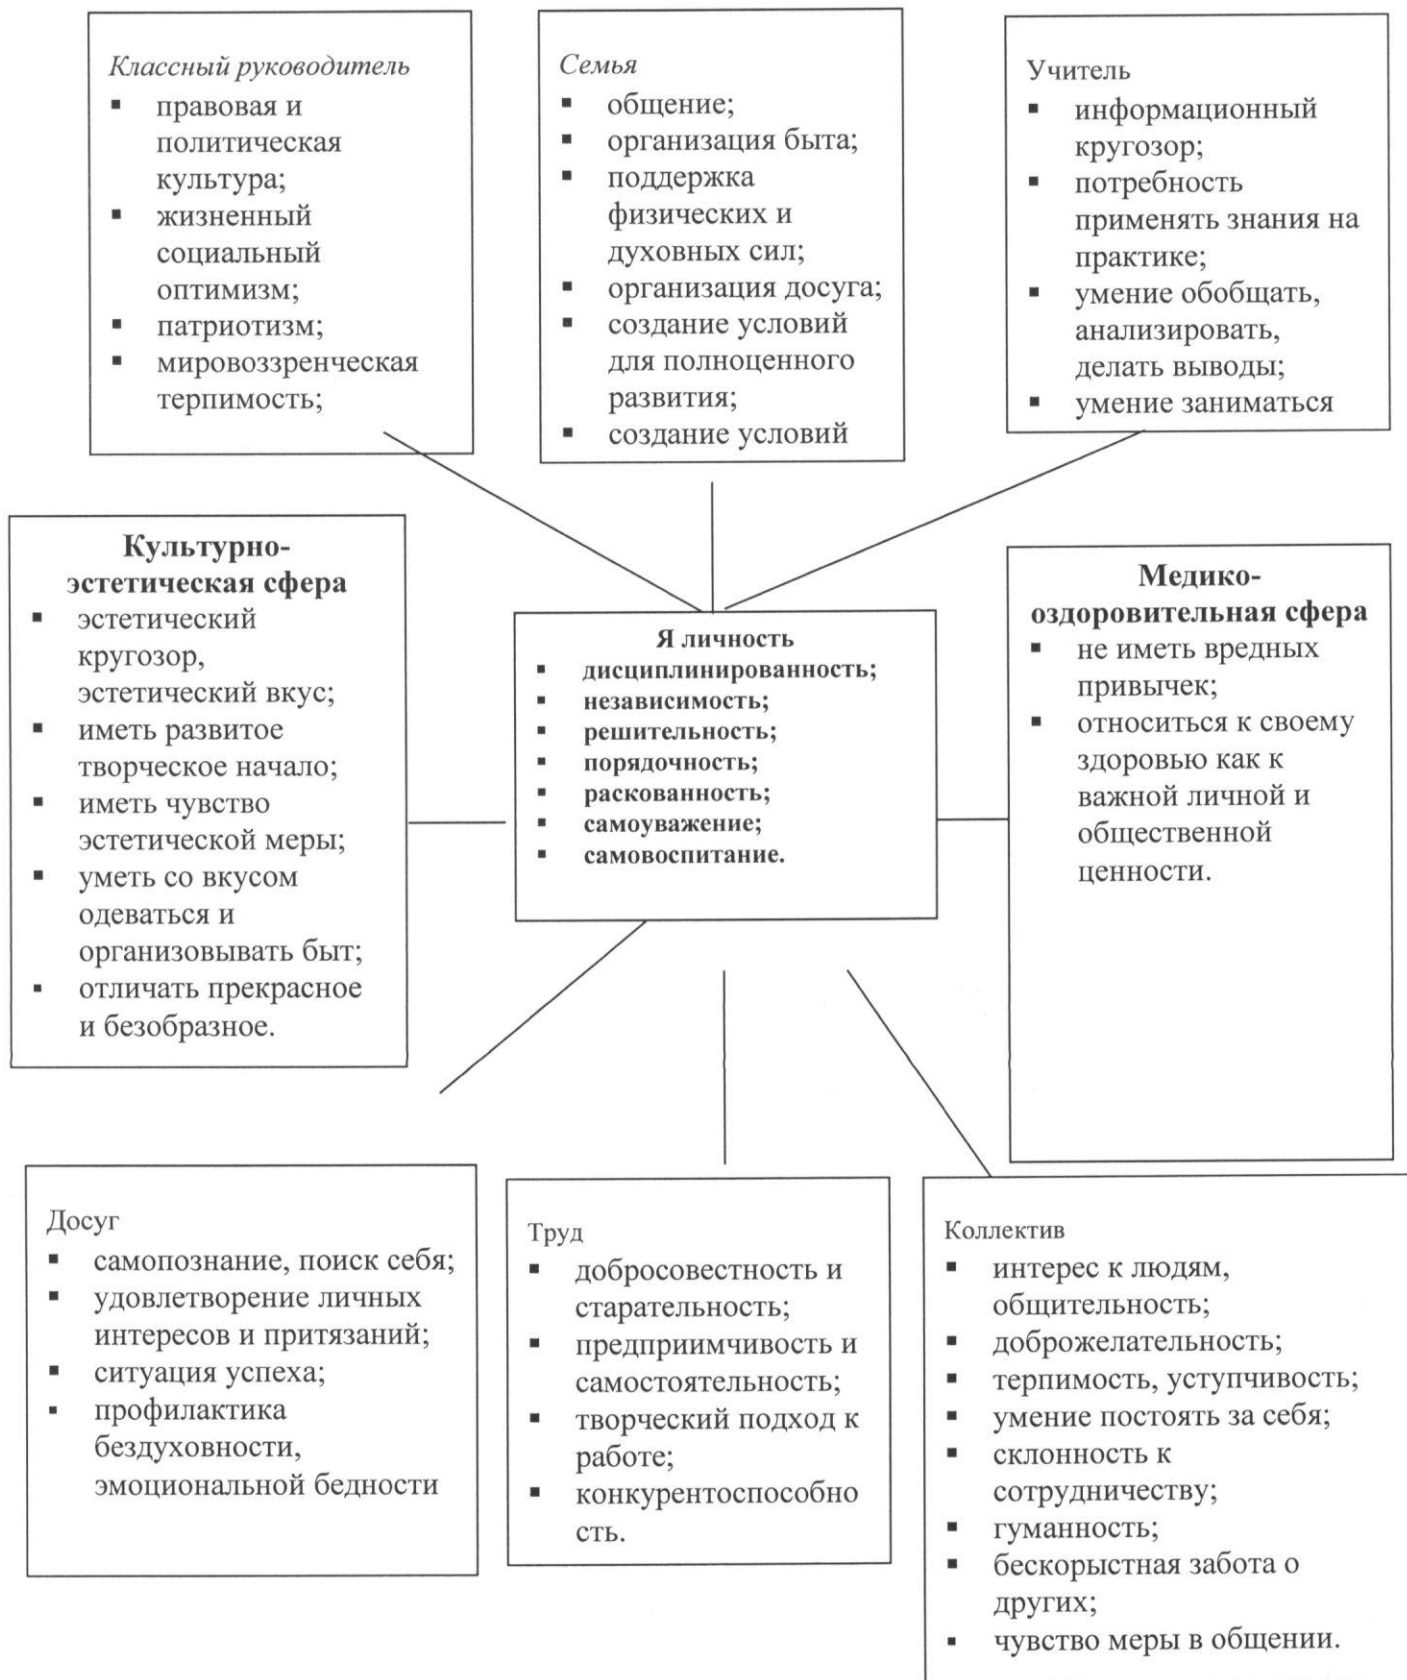 Классный руководитель
▪ правовая и
политическая
культура;
▪ жизненный
социальный
оптимизм;
▪ патриотизм;
▪ мировоззренческая
терпимость;
Семья
▪ общение;
▪ организация быта;
▪ поддержка
физических и
духовных сил;
▪ организация досуга;
▪ создание условий
для полноценного
развития;
▪ создание условий
Учитель
▪ информационный
кругозор;
▪ потребность
применять знания на
практике;
▪ умение обобщать,
анализировать,
делать выводы;
▪ умение заниматься
Культурно-
эстетическая сфера
▪ эстетический
кругозор,
эстетический вкус;
▪ иметь развитое
творческое начало;
▪ иметь чувство
эстетической меры;
▪ уметь со вкусом
одеваться и
организовывать быт;
▪ отличать прекрасное
и безобразное.
Я личность
▪ дисциплинированность;
▪ независимость;
▪ решительность;
▪ порядочность;
▪ раскованность;
▪ самоуважение;
▪ самовоспитание.
Медико-
оздоровительная сфера
▪ не иметь вредных
привычек;
▪ относиться к своему
здоровью как к
важной личной и
общественной
ценности.
Досуг
▪ самопознание, поиск себя;
▪ удовлетворение личных
интересов и притязаний;
▪ ситуация успеха;
▪ профилактика
бездуховности,
эмоциональной бедности
Труд
▪ добросовестность и
старательность;
▪ предприимчивость и
самостоятельность;
▪ творческий подход к
работе;
▪ конкурентоспособно
сть.
Коллектив
▪ интерес к людям,
общительность;
▪ доброжелательность;
▪ терпимость, уступчивость;
▪ умение постоять за себя;
▪ склонность к
сотрудничеству;
▪ гуманность;
▪ бескорыстная забота о
других;
▪ чувство меры в общении.